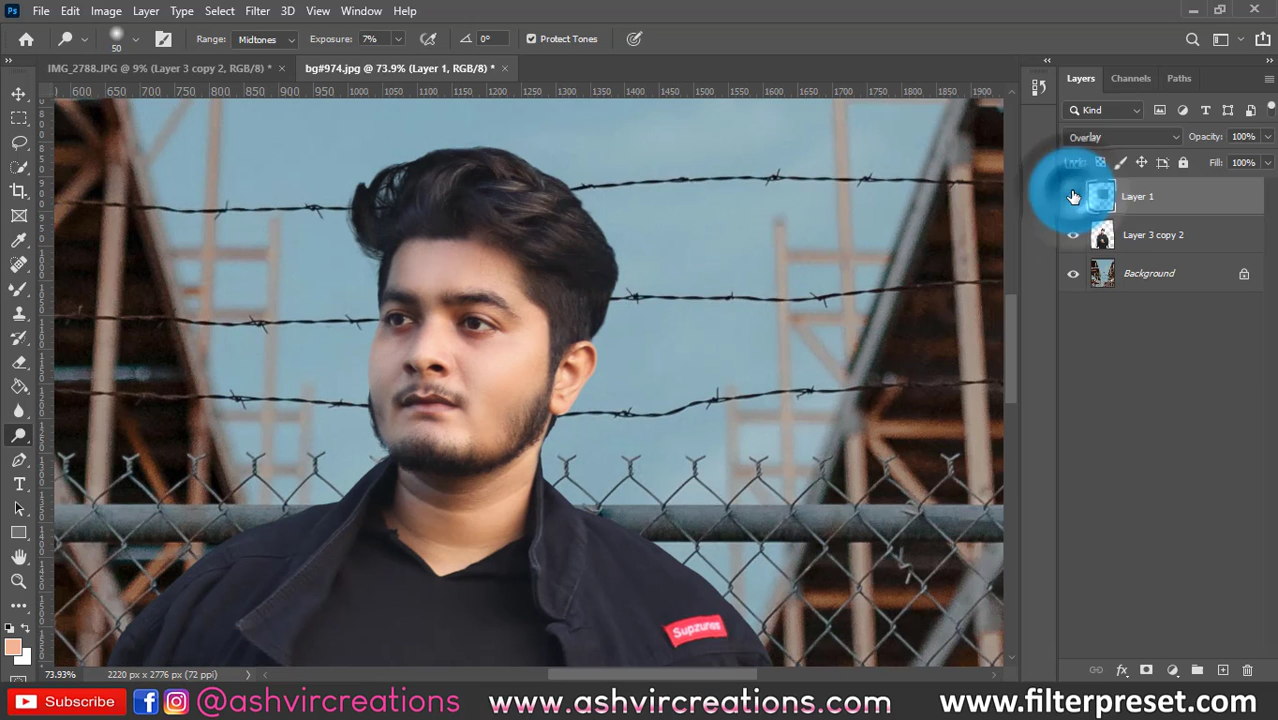 Ps File Edit Image Layer Type Select Filter 3D View Window Help
50 Range: Midtones Exposure: 7% 0° Protect Tones
IMG_2788.JPG @ 9% (Layer 3 copy 2, RGB/8) * × bg#974.jpg @ 73.9% (Layer 1, RGB/8) * ×
600 650 700 750 800 850 900 950 1000 1050 1100 1150 1200 1250 1300 1350 1400 1450 1500 1550 1600 1650 1700 1750 1800 1850 1900
Layers Channels Paths
Kind
Overlay Opacity: 100%
Lock: Fill: 100%
Layer 1
Layer 3 copy 2
Background
Supzunes
73.93% 2220 px x 2776 px (72 ppi)
Subscribe @ashvircreations www.ashvircreations.com www.filterpreset.com